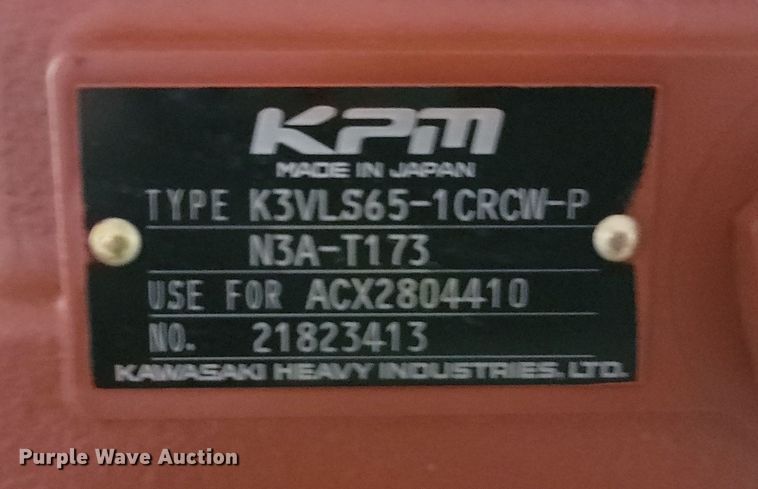 KPM
MADE IN JAPAN
TYPE K3VLS65-1CRCW-P
N3A-T173
USE FOR ACX2804410
NO. 21823413
KAWASAKI HEAVY INDUSTRIES, LTD.
Purple Wave Auction